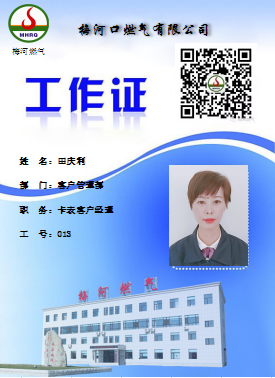 梅河口燃气有限公司
MHRQ
梅河燃气
工作证
姓 名：田庆利
部 门：客户管理部
职 务：卡表客户经理
工 号：013
梅河燃气